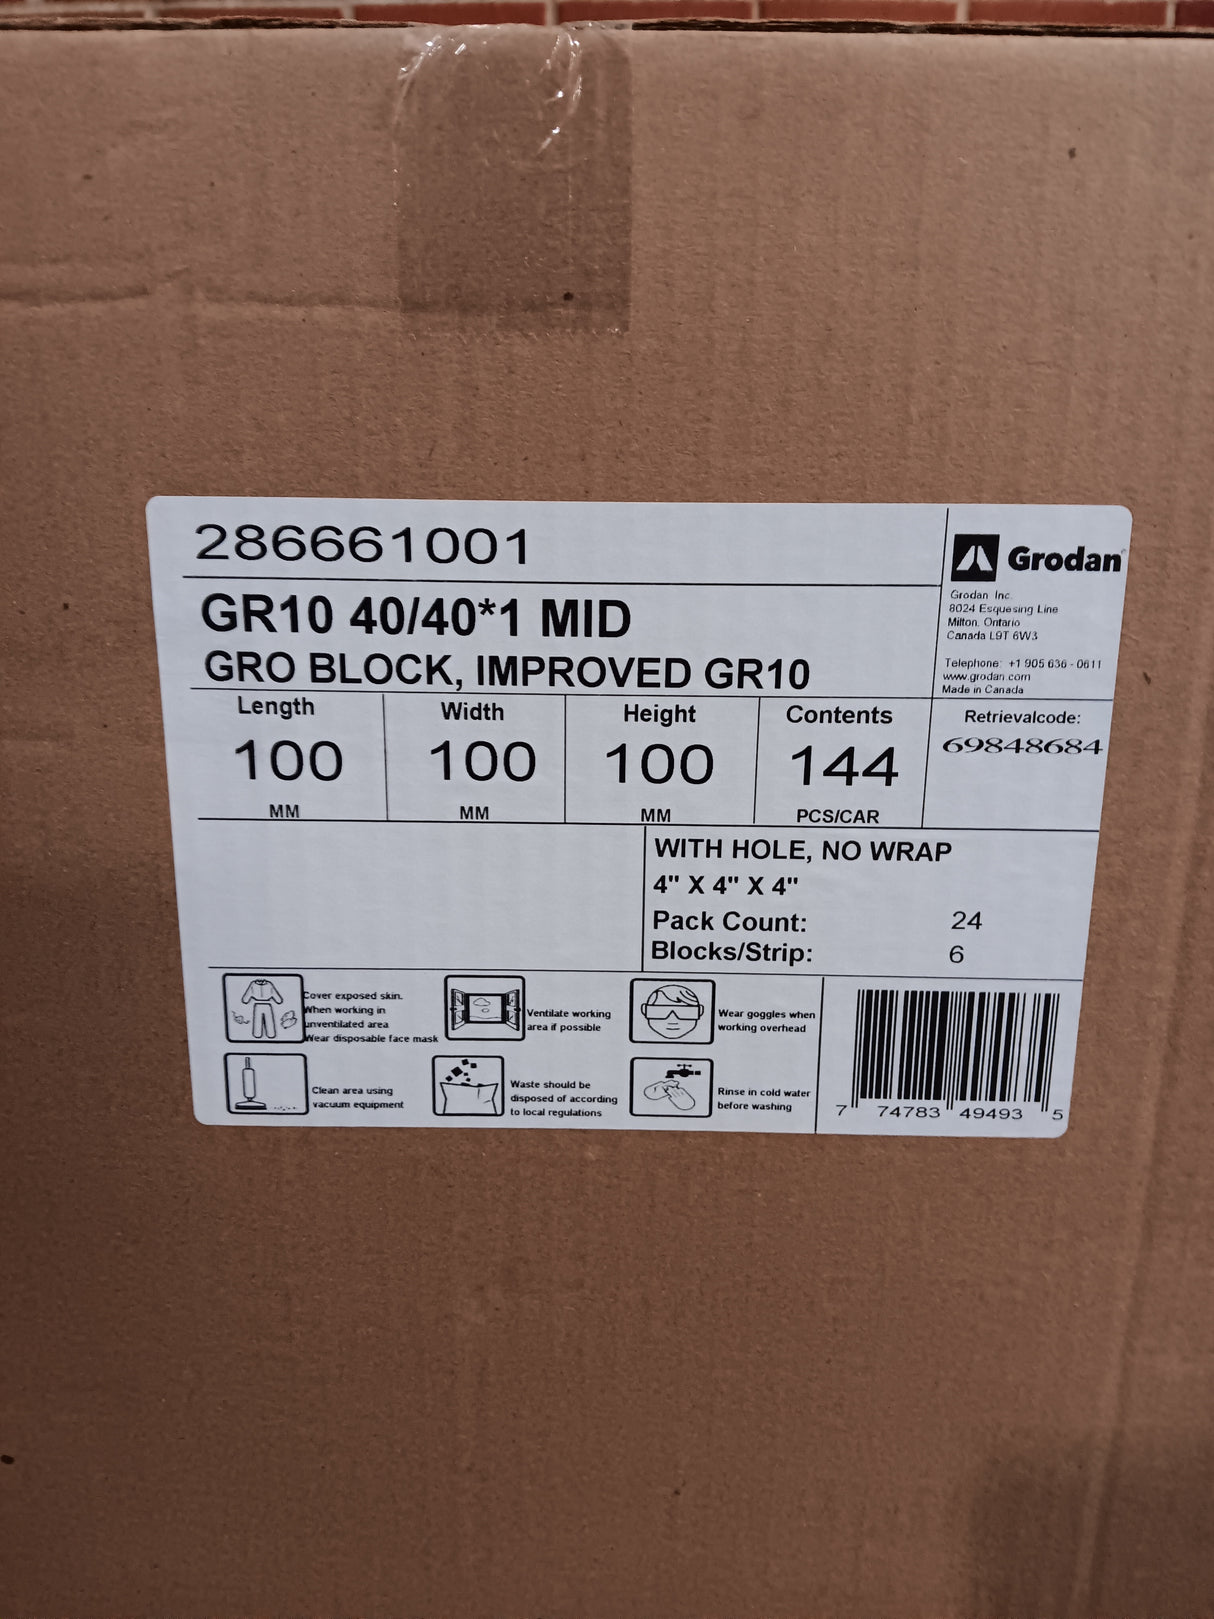 286661001
Grodan
GR10 40/40*1 MID
GRO BLOCK, IMPROVED GR10
Grodan Inc.
8024 Esquesing Line
Milton, Ontario
Canada L9T 6W3
Telephone: +1 905 636 - 0611
www.grodan.com
Made in Canada
Length
100
MM
Width
100
MM
Height
100
MM
Contents
144
PCS/CAR
Retrievalcode:
69848684
WITH HOLE, NO WRAP
4" X 4" X 4"
Pack Count: 24
Blocks/Strip: 6
Cover exposed skin.
When working in
unventilated area
Wear disposable face mask
Ventilate working
area if possible
Wear goggles when
working overhead
Clean area using
vacuum equipment
Waste should be
disposed of according
to local regulations
Rinse in cold water
before washing
7 74783 49493 5